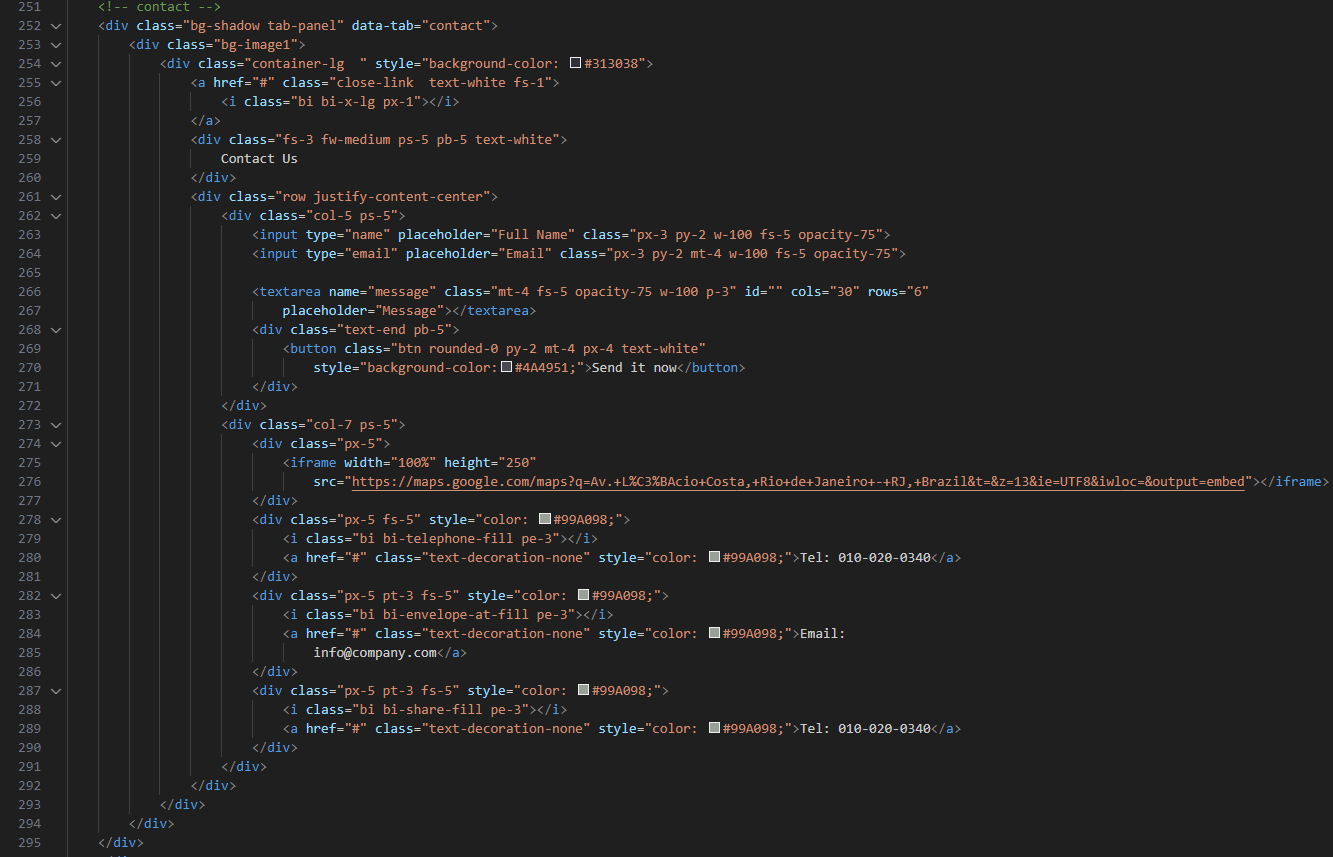 251 <!-- contact -->
252 <div class="bg-shadow tab-panel" data-tab="contact">
253 <div class="bg-image1">
254 <div class="container-lg  " style="background-color: #313038">
255 <a href="#" class="close-link  text-white fs-1">
256 <i class="bi bi-x-lg px-1"></i>
257 </a>
258 <div class="fs-3 fw-medium ps-5 pb-5 text-white">
259 Contact Us
260 </div>
261 <div class="row justify-content-center">
262 <div class="col-5 ps-5">
263 <input type="name" placeholder="Full Name" class="px-3 py-2 w-100 fs-5 opacity-75">
264 <input type="email" placeholder="Email" class="px-3 py-2 mt-4 w-100 fs-5 opacity-75">
265
266 <textarea name="message" class="mt-4 fs-5 opacity-75 w-100 p-3" id="" cols="30" rows="6"
267 placeholder="Message"></textarea>
268 <div class="text-end pb-5">
269 <button class="btn rounded-0 py-2 mt-4 px-4 text-white"
270 style="background-color:#4A4951;">Send it now</button>
271 </div>
272 </div>
273 <div class="col-7 ps-5">
274 <div class="px-5">
275 <iframe width="100%" height="250"
276 src="https://maps.google.com/maps?q=Av.+L%C3%BAcio+Costa,+Rio+de+Janeiro+-+RJ,+Brazil&t=&z=13&ie=UTF8&iwloc=&output=embed"></iframe>
277 </div>
278 <div class="px-5 fs-5" style="color: #99A098;">
279 <i class="bi bi-telephone-fill pe-3"></i>
280 <a href="#" class="text-decoration-none" style="color: #99A098;">Tel: 010-020-0340</a>
281 </div>
282 <div class="px-5 pt-3 fs-5" style="color: #99A098;">
283 <i class="bi bi-envelope-at-fill pe-3"></i>
284 <a href="#" class="text-decoration-none" style="color: #99A098;">Email:
285 info@company.com</a>
286 </div>
287 <div class="px-5 pt-3 fs-5" style="color: #99A098;">
288 <i class="bi bi-share-fill pe-3"></i>
289 <a href="#" class="text-decoration-none" style="color: #99A098;">Tel: 010-020-0340</a>
290 </div>
291 </div>
292 </div>
293 </div>
294 </div>
295 </div>